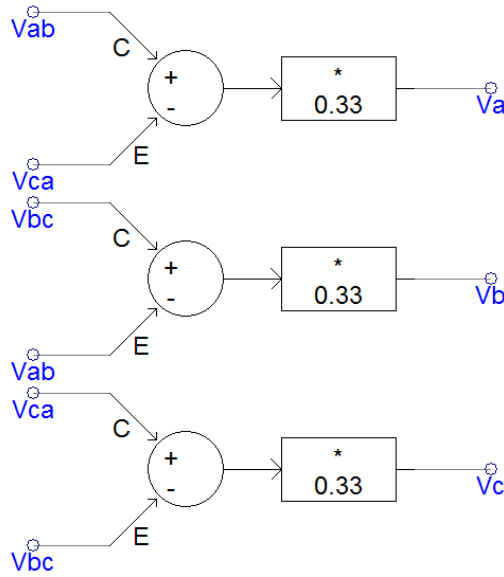 Vab
C
+
-
*
0.33
Va
E
Vca
Vbc
C
+
-
*
0.33
Vb
E
Vab
Vca
C
+
-
*
0.33
Vc
E
Vbc